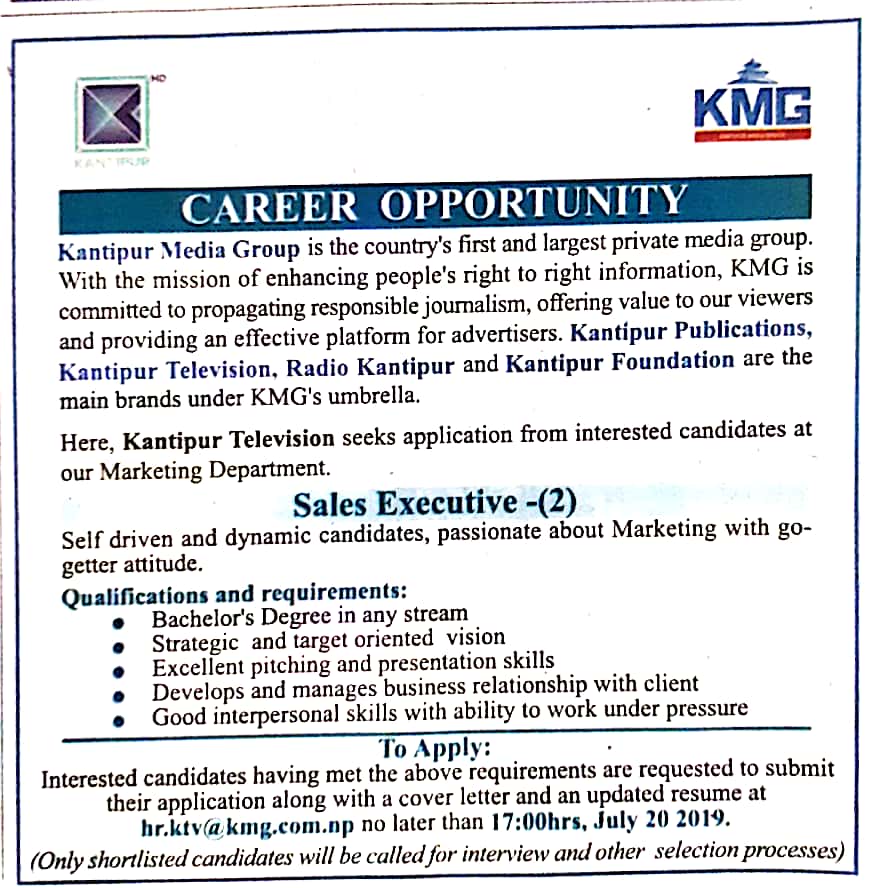 HD
KANTIPUR
KMG
CAREER OPPORTUNITY
Kantipur Media Group is the country's first and largest private media group.
With the mission of enhancing people's right to right information, KMG is
committed to propagating responsible journalism, offering value to our viewers
and providing an effective platform for advertisers. Kantipur Publications,
Kantipur Television, Radio Kantipur and Kantipur Foundation are the
main brands under KMG's umbrella.
Here, Kantipur Television seeks application from interested candidates at
our Marketing Department.
Sales Executive -(2)
Self driven and dynamic candidates, passionate about Marketing with go-
getter attitude.
Qualifications and requirements:
● Bachelor's Degree in any stream
● Strategic and target oriented vision
● Excellent pitching and presentation skills
● Develops and manages business relationship with client
● Good interpersonal skills with ability to work under pressure
To Apply:
Interested candidates having met the above requirements are requested to submit
their application along with a cover letter and an updated resume at
hr.ktv@kmg.com.np no later than 17:00hrs, July 20 2019.
(Only shortlisted candidates will be called for interview and other selection processes)